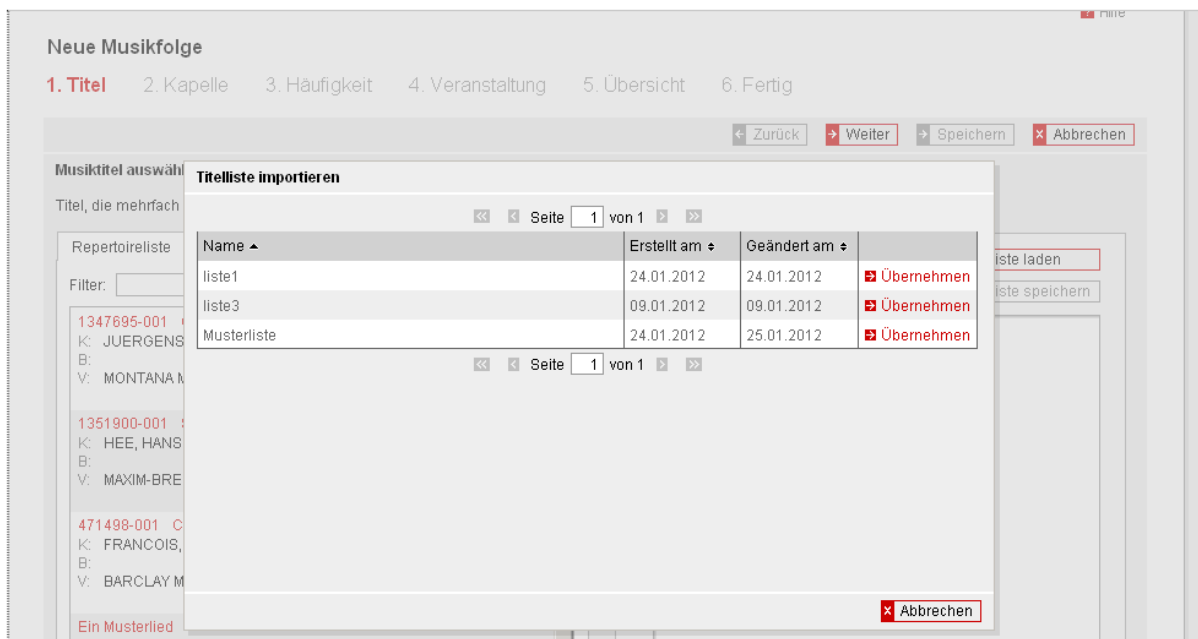 Hilfe
Neue Musikfolge
1. Titel 2. Kapelle 3. Häufigkeit 4. Veranstaltung 5. Übersicht 6. Fertig
Zurück Weiter Speichern Abbrechen
Musiktitel auswähl
Titel, die mehrfach
Repertoireliste
Filter:
1347695-001
K: JUERGENS
B:
V: MONTANA M
1351900-001
K: HEE, HANS
B:
V: MAXIM-BRE
471498-001 C
K: FRANCOIS,
B:
V: BARCLAY M
Ein Musterlied
iste laden
iste speichern
Titelliste importieren
Seite 1 von 1
Name Erstellt am Geändert am
liste1 24.01.2012 24.01.2012 Übernehmen
liste3 09.01.2012 09.01.2012 Übernehmen
Musterliste 24.01.2012 25.01.2012 Übernehmen
Seite 1 von 1
Abbrechen